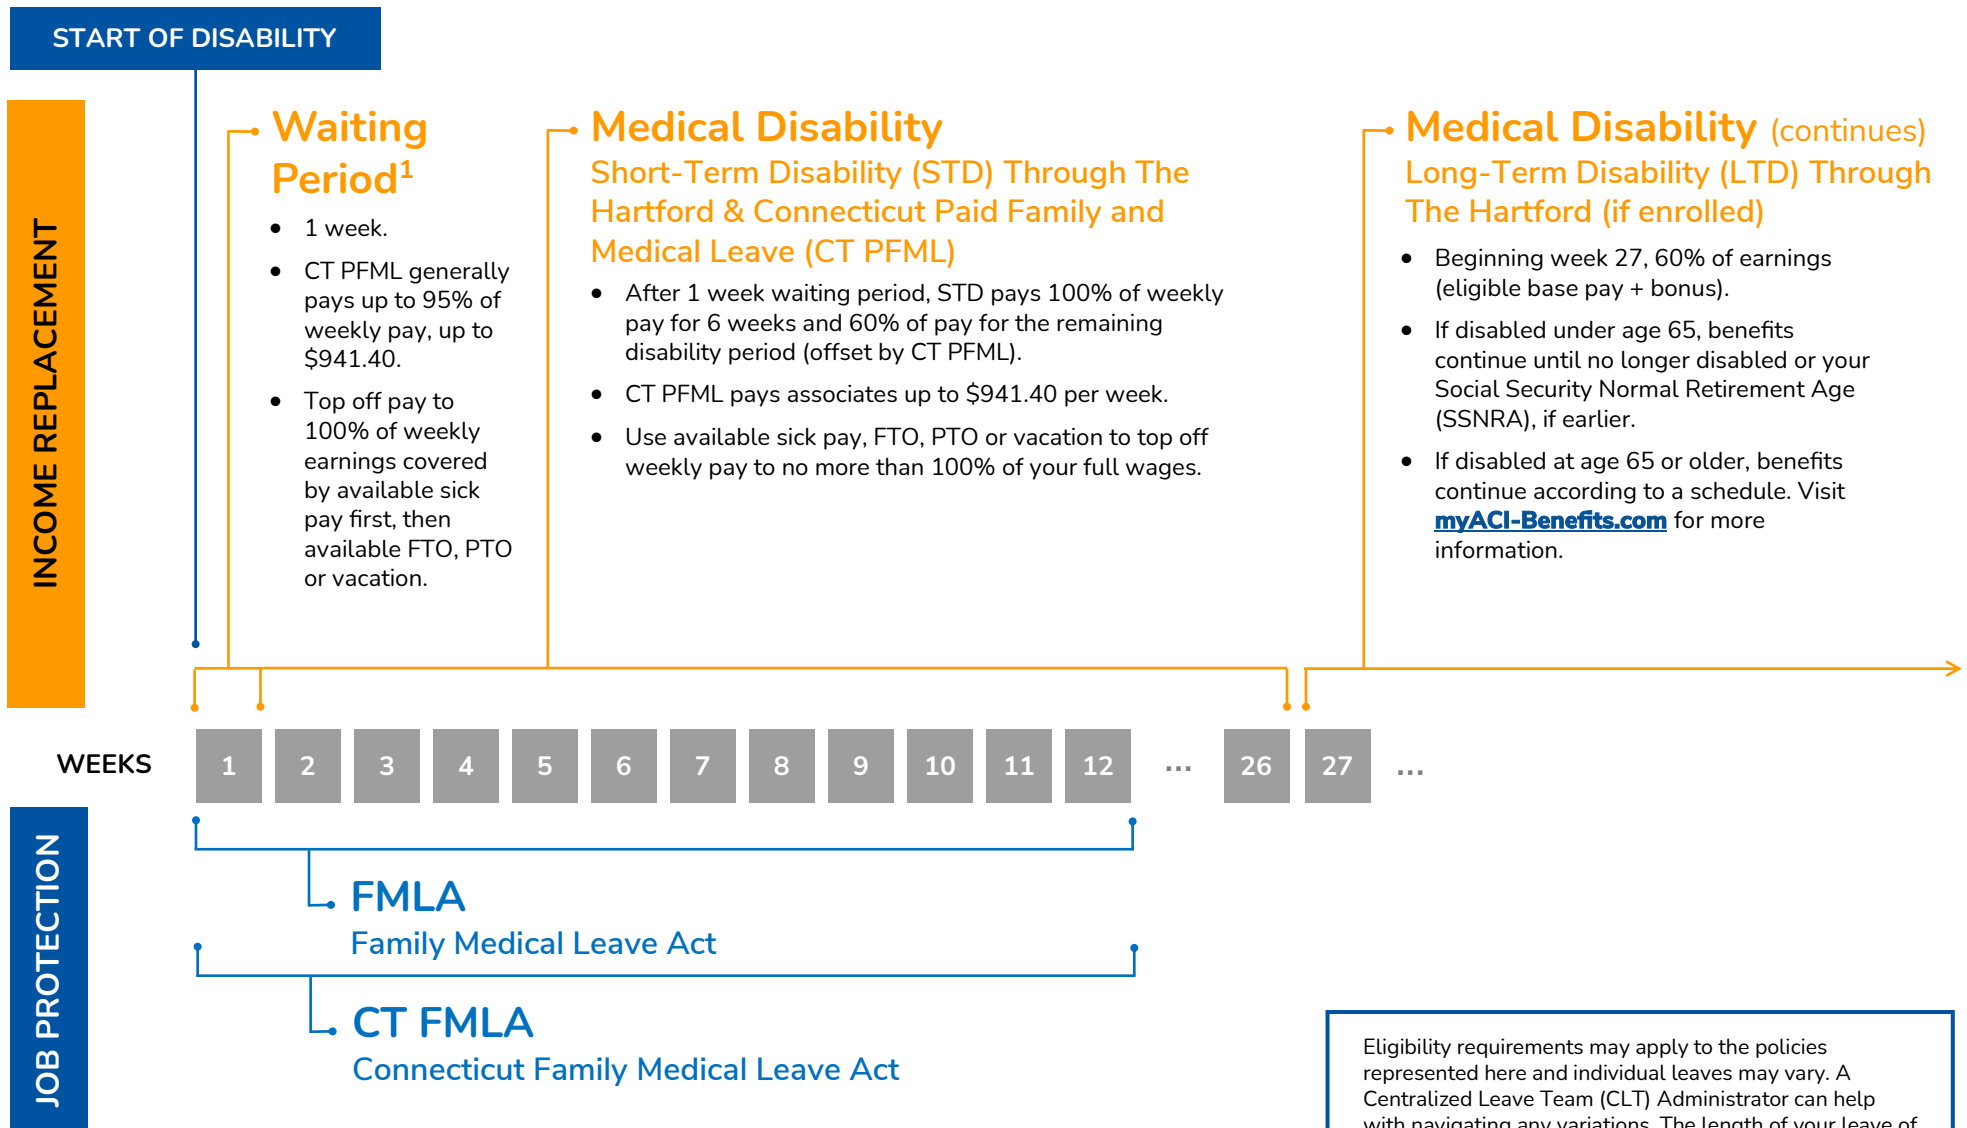 START OF DISABILITY
INCOME REPLACEMENT
Waiting
Period¹
• 1 week.
• CT PFML generally
pays up to 95% of
weekly pay, up to
$941.40.
• Top off pay to
100% of weekly
earnings covered
by available sick
pay first, then
available FTO, PTO
or vacation.
Medical Disability
Short-Term Disability (STD) Through The
Hartford & Connecticut Paid Family and
Medical Leave (CT PFML)
• After 1 week waiting period, STD pays 100% of weekly
pay for 6 weeks and 60% of pay for the remaining
disability period (offset by CT PFML).
• CT PFML pays associates up to $941.40 per week.
• Use available sick pay, FTO, PTO or vacation to top off
weekly pay to no more than 100% of your full wages.
Medical Disability (continues)
Long-Term Disability (LTD) Through
The Hartford (if enrolled)
• Beginning week 27, 60% of earnings
(eligible base pay + bonus).
• If disabled under age 65, benefits
continue until no longer disabled or your
Social Security Normal Retirement Age
(SSNRA), if earlier.
• If disabled at age 65 or older, benefits
continue according to a schedule. Visit
myACI-Benefits.com for more
information.
WEEKS 1 2 3 4 5 6 7 8 9 10 11 12 ... 26 27 ...
JOB PROTECTION
FMLA
Family Medical Leave Act
CT FMLA
Connecticut Family Medical Leave Act
Eligibility requirements may apply to the policies
represented here and individual leaves may vary. A
Centralized Leave Team (CLT) Administrator can help
with navigating any variations. The length of your leave of